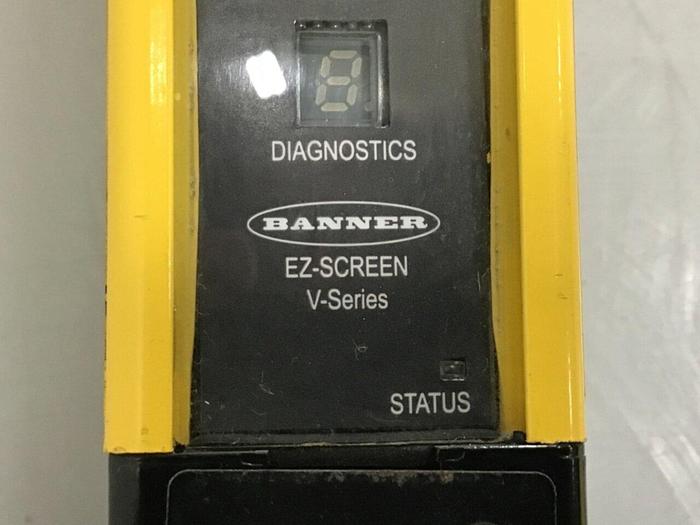 DIAGNOSTICS
BANNER
EZ-SCREEN
V-Series
STATUS